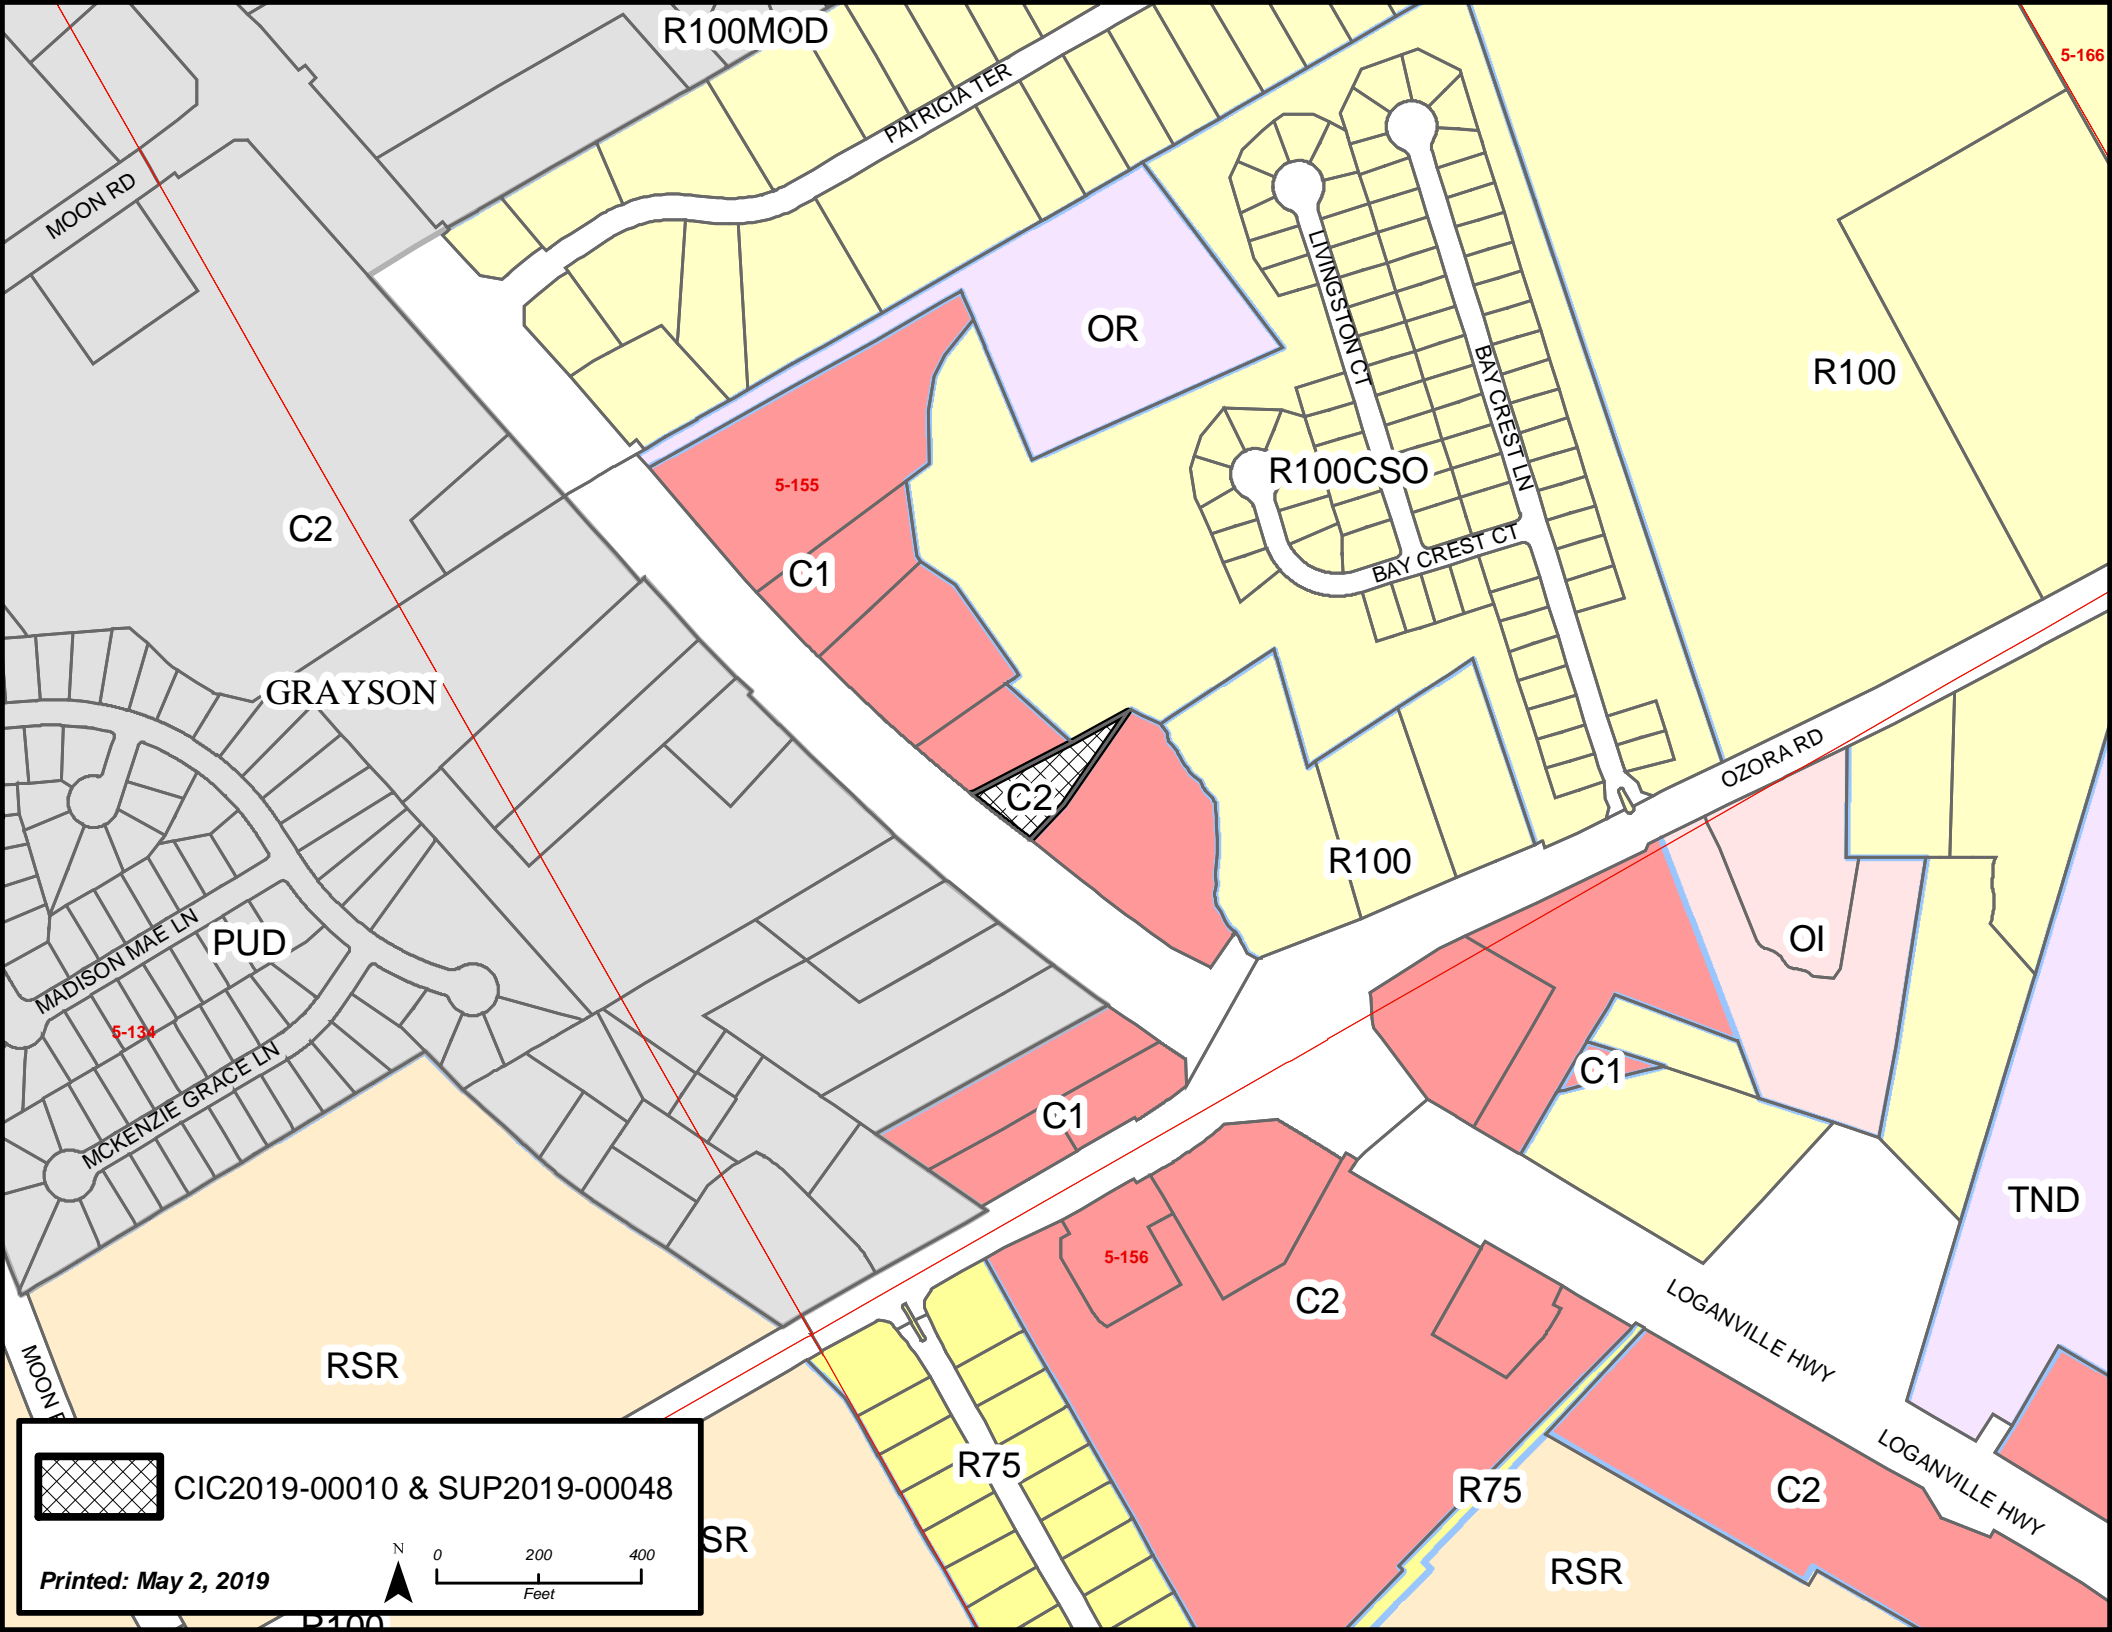 R100MOD
5-166
PATRICIA TER
MOON RD
LIVINGSTON CT
OR
BAY CREST LN
R100
R100CSO
5-155
C2
C1
BAY CREST CT
GRAYSON
OZORA RD
C2
R100
OI
PUD
MADISON MAE LN
5-134
MCKENZIE GRACE LN
C1
C1
TND
5-156
C2
LOGANVILLE HWY
RSR
MOON
R75
R75
C2
LOGANVILLE HWY
CIC2019-00010 & SUP2019-00048
SR
N
0 200 400
Feet
Printed: May 2, 2019
RSR
R100